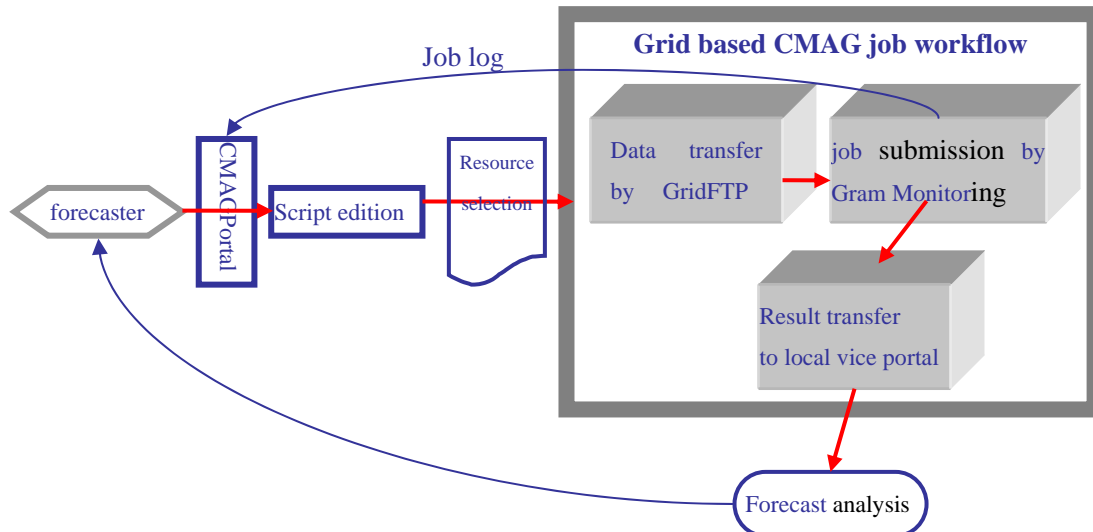 Grid based CMAG job workflow
Job log
forecaster
CMAGPortal
Script edition
Resource
selection
Data transfer
by GridFTP
job submission by
Gram Monitoring
Result transfer
to local vice portal
Forecast analysis